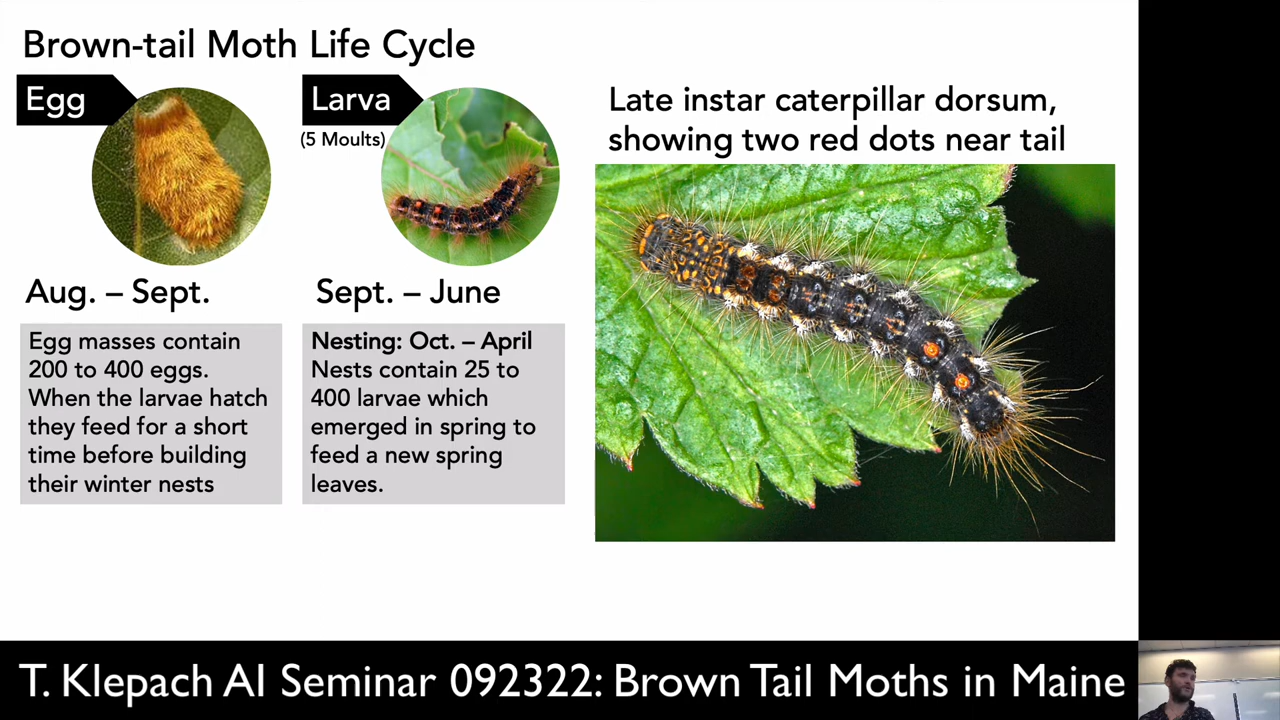 Brown-tail Moth Life Cycle
Egg
Aug. – Sept.
Egg masses contain
200 to 400 eggs.
When the larvae hatch
they feed for a short
time before building
their winter nests
Larva
(5 Moults)
Sept. – June
Nesting: Oct. – April
Nests contain 25 to
400 larvae which
emerged in spring to
feed a new spring
leaves.
Late instar caterpillar dorsum,
showing two red dots near tail
T. Klepach AI Seminar 092322: Brown Tail Moths in Maine